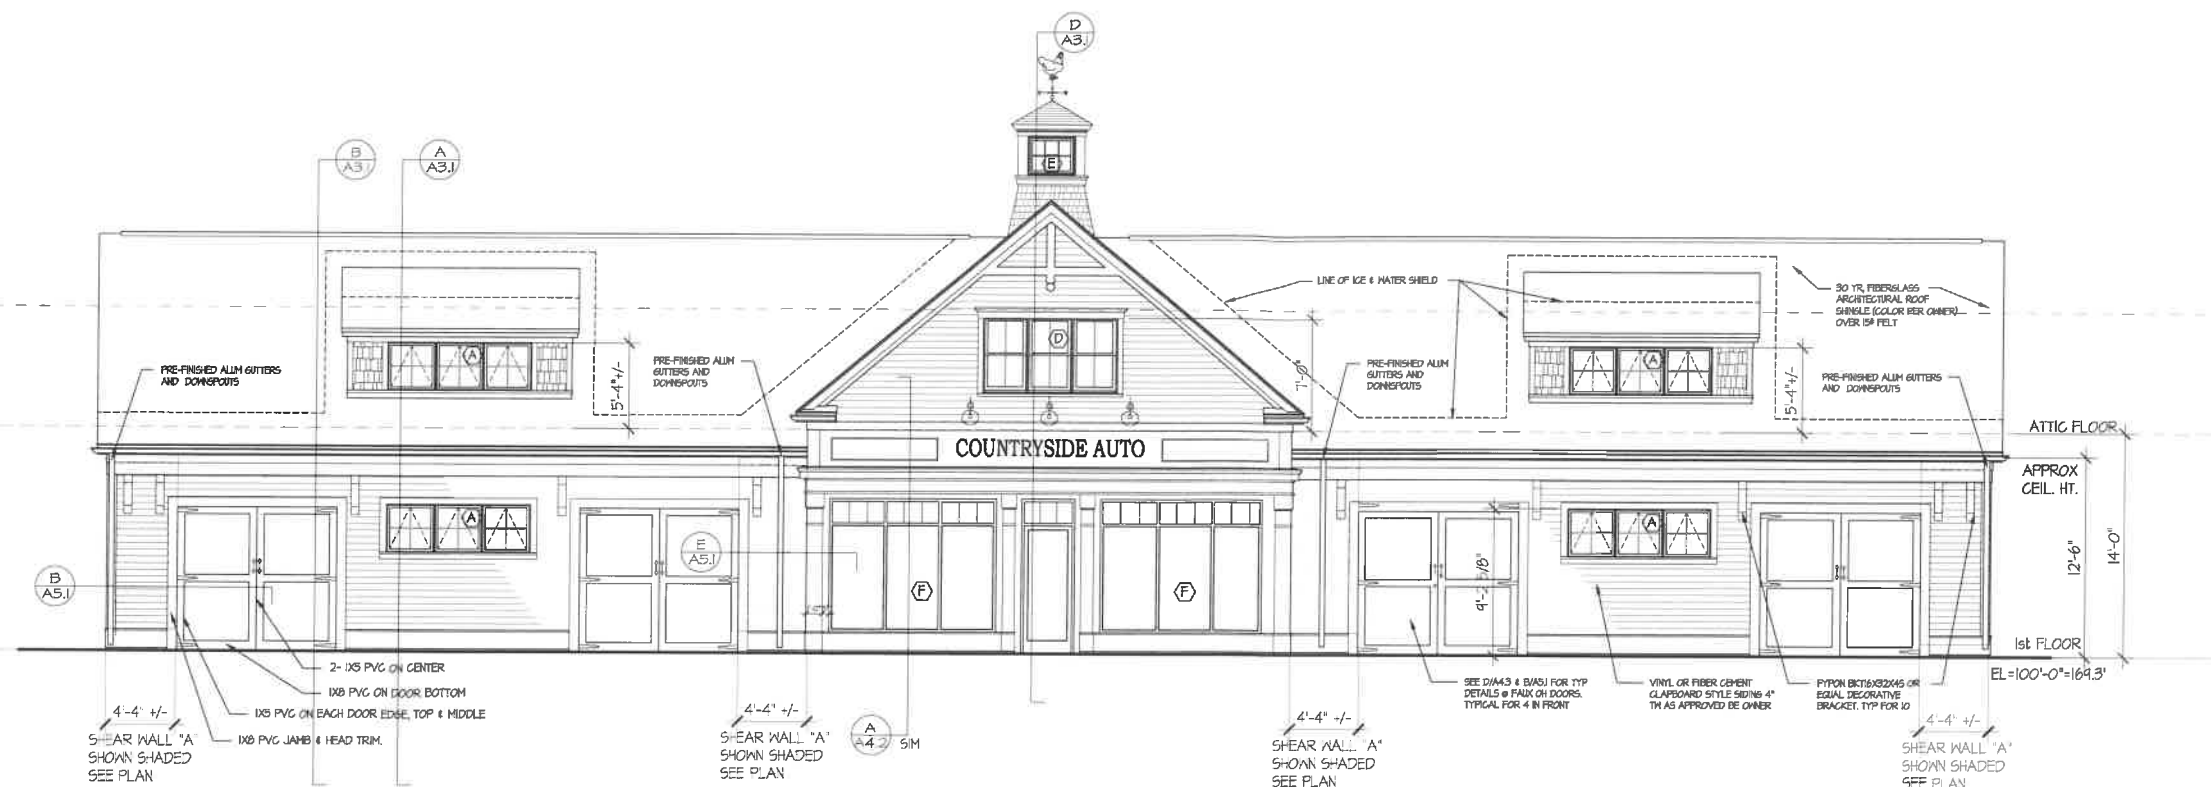 D
A3.1
B
A3.1
A
A3.1
E
LINE OF ICE & WATER SHIELD
30 YR, FIBERGLASS
ARCHITECTURAL ROOF
SHINGLE (COLOR PER OWNER)
OVER 15# FELT
D
A
A
PRE-FINISHED ALUM GUTTERS
AND DOWNSPOUTS
5'-4"+/-
PRE-FINISHED ALUM
GUTTERS AND
DOWNSPOUTS
7'-0"
PRE-FINISHED ALUM
GUTTERS AND
DOWNSPOUTS
5'-4"+/-
PRE-FINISHED ALUM GUTTERS
AND DOWNSPOUTS
ATTIC FLOOR
COUNTRYSIDE AUTO
APPROX
CEIL. HT.
A
A
E
A5.1
B
A5.1
F
F
12'-6"
14'-0"
1st FLOOR
EL=100'-0"=169.3'
2- 1X5 PVC ON CENTER
1X8 PVC ON DOOR BOTTOM
1X5 PVC ON EACH DOOR EDGE, TOP & MIDDLE
1X8 PVC JAMB & HEAD TRIM.
SEE D/A4.3 & B/A5.1 FOR TYP
DETAILS @ FAUX OH DOORS.
TYPICAL FOR 4 IN FRONT
VINYL OR FIBER CEMENT
CLAPBOARD STYLE SIDING 4"
TW AS APPROVED BE OWNER
FYPON BKT16X32X4S OR
EQUAL DECORATIVE
BRACKET. TYP FOR 10
4'-4" +/-
SHEAR WALL "A"
SHOWN SHADED
SEE PLAN
4'-4" +/-
SHEAR WALL "A"
SHOWN SHADED
SEE PLAN
A
A4.2
SIM
4'-4" +/-
SHEAR WALL "A"
SHOWN SHADED
SEE PLAN
4'-4" +/-
SHEAR WALL "A"
SHOWN SHADED
SEE PLAN